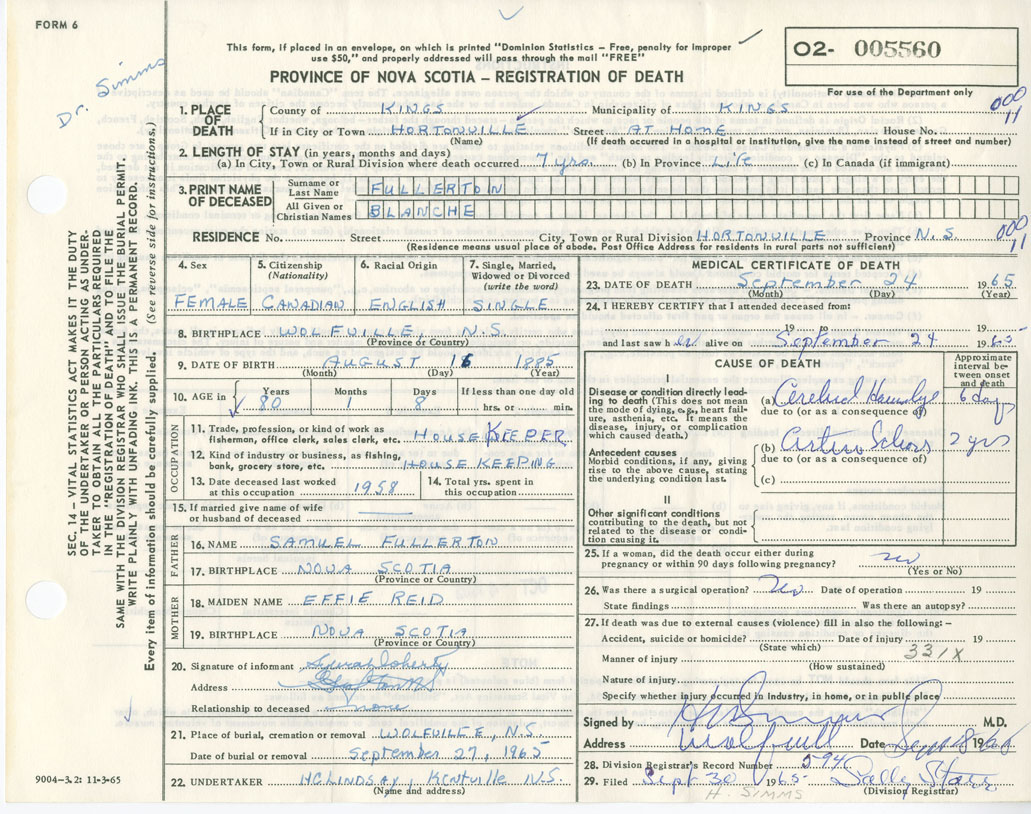 FORM 6
This form, if placed in an envelope, on which is printed "Dominion Statistics – Free, penalty for improper
use $50," and properly addressed will pass through the mail "FREE"
O2- 005560
PROVINCE OF NOVA SCOTIA – REGISTRATION OF DEATH
For use of the Department only
Dr. Simms
1. PLACE OF DEATH
County of KINGS Municipality of KINGS
000
11
If in City or Town HORTONVILLE Street AT HOME House No.
(Name) (If death occurred in a hospital or institution, give the name instead of street and number)
2. LENGTH OF STAY (in years, months and days)
(a) In City, Town or Rural Division where death occurred 7 yrs. (b) In Province Life (c) In Canada (if immigrant)
3. PRINT NAME OF DECEASED
Surname or Last Name FULLERTON
All Given or Christian Names BLANCHE
RESIDENCE No. Street City, Town or Rural Division HORTONVILLE Province N.S.
000
11
(Residence means usual place of abode. Post Office Address for residents in rural parts not sufficient)
4. Sex
FEMALE
5. Citizenship
(Nationality)
CANADIAN
6. Racial Origin
ENGLISH
7. Single, Married,
Widowed or Divorced
(write the word)
SINGLE
8. BIRTHPLACE WOLFVILLE, N.S.
(Province or Country)
9. DATE OF BIRTH AUGUST 16 1885
(Month) (Day) (Year)
10. AGE in
Years Months Days If less than one day old
80 1 8 hrs. or min.
OCCUPATION
11. Trade, profession, or kind of work as
fisherman, office clerk, sales clerk, etc. HOUSE KEEPER
12. Kind of industry or business, as fishing,
bank, grocery store, etc. HOUSE KEEPING
13. Date deceased last worked
at this occupation 1958
14. Total yrs. spent in
this occupation
15. If married give name of wife
or husband of deceased
FATHER
16. NAME SAMUEL FULLERTON
17. BIRTHPLACE NOVA SCOTIA
(Province or Country)
MOTHER
18. MAIDEN NAME EFFIE REID
19. BIRTHPLACE NOVA SCOTIA
(Province or Country)
20. Signature of informant
Address
Relationship to deceased none
21. Place of burial, cremation or removal WOLFVILLE, N.S.
Date of burial or removal September 27, 1965
22. UNDERTAKER H C LINDSAY, Kentville N.S.
(Name and address)
MEDICAL CERTIFICATE OF DEATH
23. DATE OF DEATH September 24 1965
(Month) (Day) (Year)
24. I HEREBY CERTIFY that I attended deceased from:
19 to 19
and last saw her alive on September 24 1965
CAUSE OF DEATH
Approximate
interval be-
tween onset
and death
I
Disease or condition directly lead-
ing to death (This does not mean
the mode of dying, e.g., heart fail-
ure, asthenia, etc. It means the
disease, injury, or complication
which caused death.)
(a) Cerebral 6 days
due to (or as a consequence of)
Antecedent causes
Morbid conditions, if any, giving
rise to the above cause, stating
the underlying condition last.
(b) 2 yrs
due to (or as a consequence of)
(c)
II
Other significant conditions
contributing to the death, but not
related to the disease or condi-
tion causing it.
25. If a woman, did the death occur either during
pregnancy or within 90 days following pregnancy? no
(Yes or No)
26. Was there a surgical operation? No Date of operation 19
State findings Was there an autopsy?
27. If death was due to external causes (violence) fill in also the following: –
Accident, suicide or homicide? Date of injury 19
(State which)
331X
Manner of injury
(How sustained)
Nature of injury
Specify whether injury occurred in industry, in home, or in public place
Signed by M.D.
Address Date Sept 1965
28. Division Registrar's Record Number 594
29. Filed Sept 30 1965 Sally Starr
(Division Registrar)
H. SIMMS
SEC. 14 – VITAL STATISTICS ACT MAKES IT THE DUTY
OF THE UNDERTAKER OR PERSON ACTING AS UNDER-
TAKER TO OBTAIN ALL THE PARTICULARS REQUIRED
IN THE "REGISTRATION OF DEATH" AND TO FILE THE
SAME WITH THE DIVISION REGISTRAR WHO SHALL ISSUE THE BURIAL PERMIT.
WRITE PLAINLY WITH UNFADING INK. THIS IS A PERMANENT RECORD.
Every item of information should be carefully supplied. (See reverse side for instructions.)
9004-3.2: 11-3-65